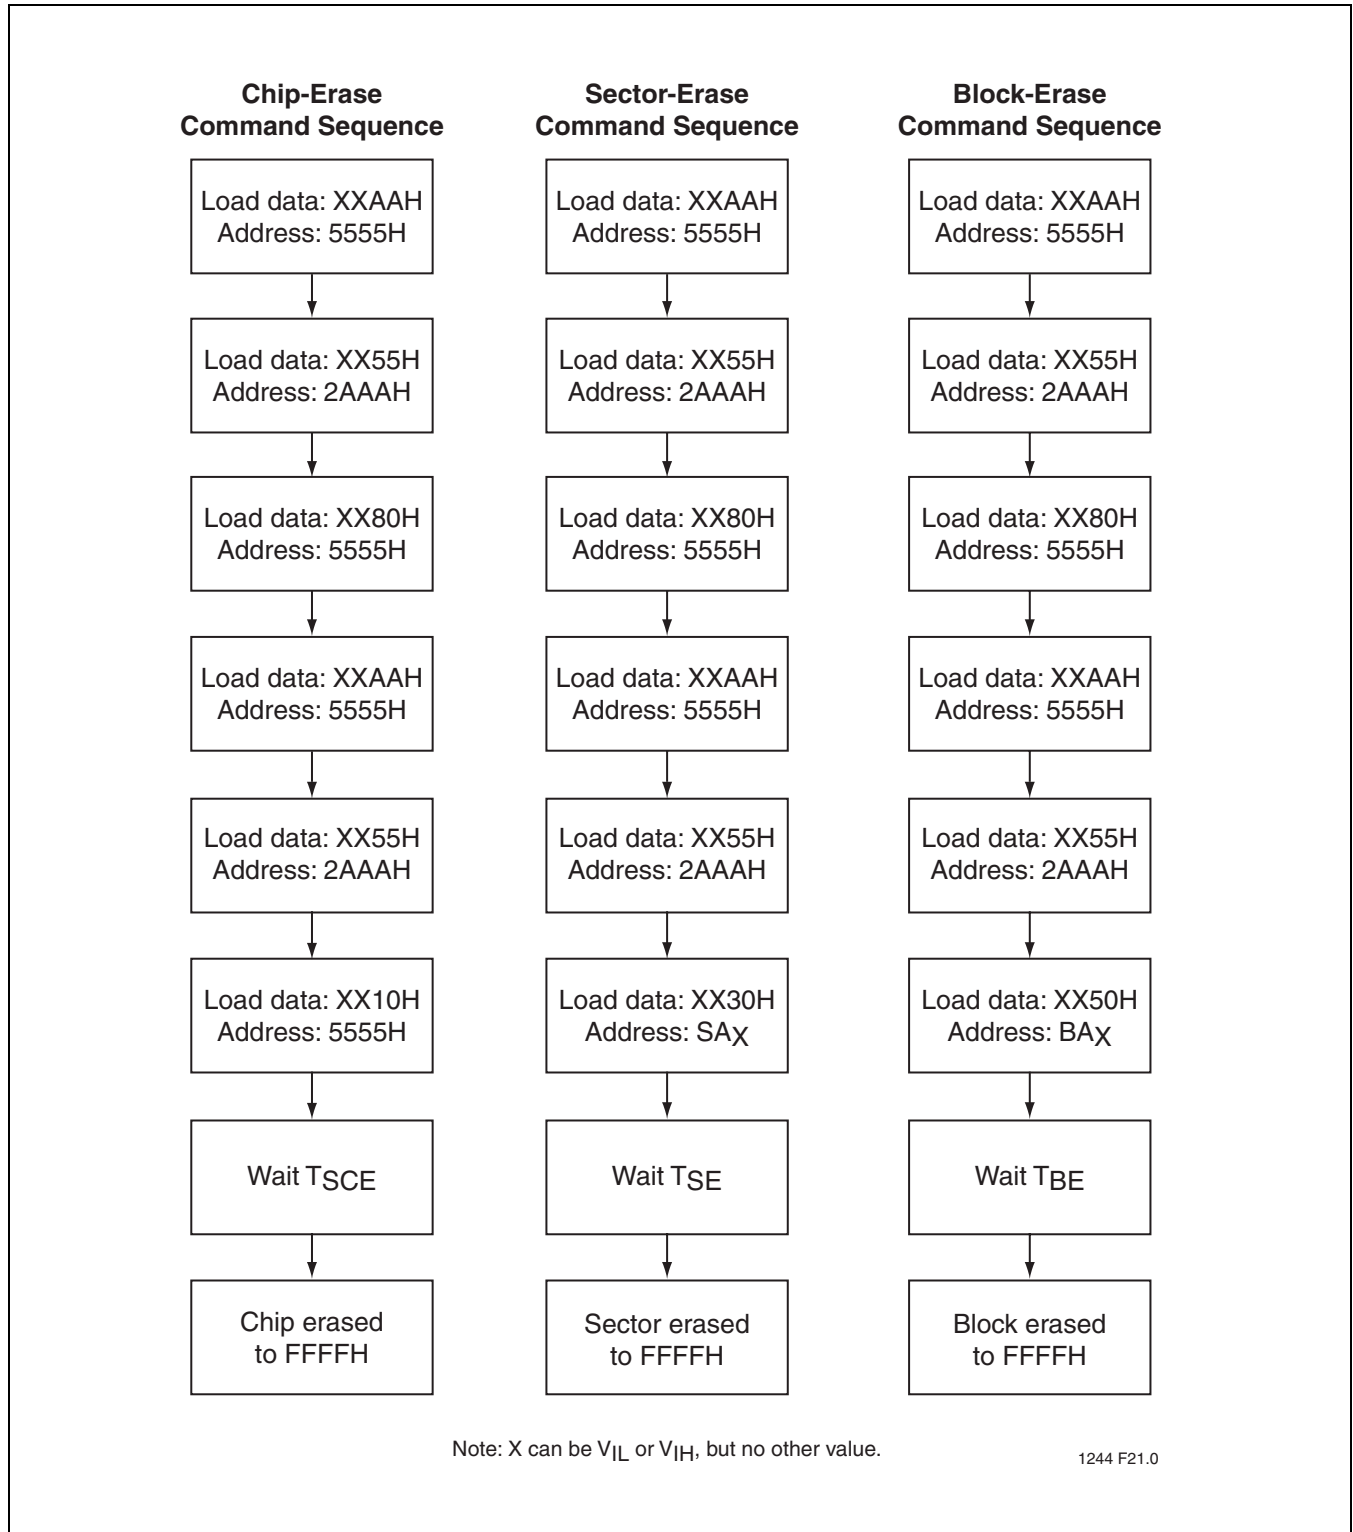 Chip-Erase
Command Sequence
Load data: XXAAH
Address: 5555H
Load data: XX55H
Address: 2AAAH
Load data: XX80H
Address: 5555H
Load data: XXAAH
Address: 5555H
Load data: XX55H
Address: 2AAAH
Load data: XX10H
Address: 5555H
Wait TSCE
Chip erased
to FFFFH
Sector-Erase
Command Sequence
Load data: XXAAH
Address: 5555H
Load data: XX55H
Address: 2AAAH
Load data: XX80H
Address: 5555H
Load data: XXAAH
Address: 5555H
Load data: XX55H
Address: 2AAAH
Load data: XX30H
Address: SAX
Wait TSE
Sector erased
to FFFFH
Block-Erase
Command Sequence
Load data: XXAAH
Address: 5555H
Load data: XX55H
Address: 2AAAH
Load data: XX80H
Address: 5555H
Load data: XXAAH
Address: 5555H
Load data: XX55H
Address: 2AAAH
Load data: XX50H
Address: BAX
Wait TBE
Block erased
to FFFFH
Note: X can be VIL or VIH, but no other value.
1244 F21.0